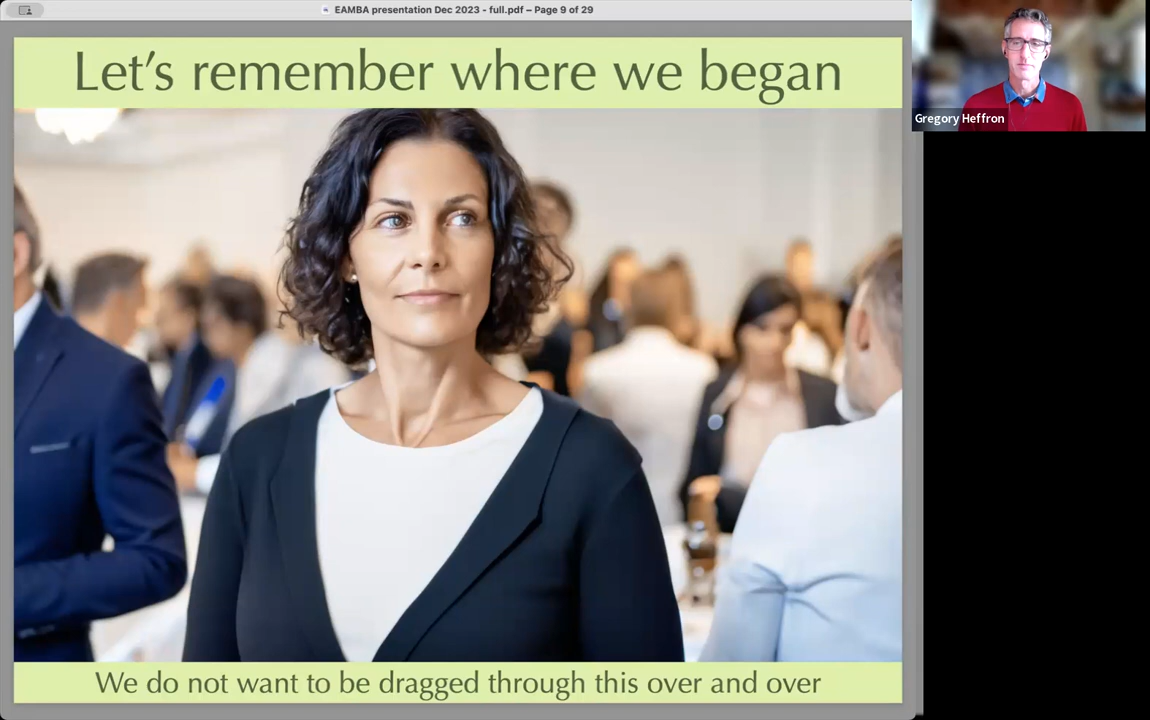 EAMBA presentation Dec 2023 - full.pdf – Page 9 of 29
Let's remember where we began
Gregory Heffron
We do not want to be dragged through this over and over